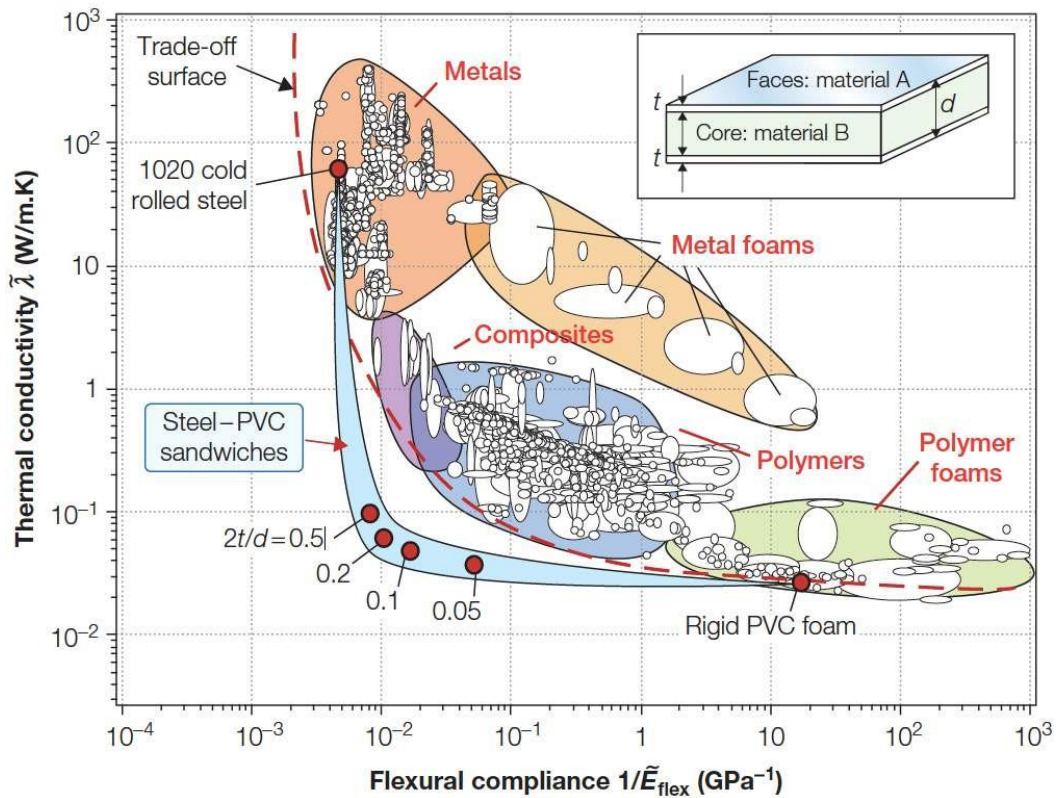 10³
10²
10
1
10⁻¹
10⁻²
Thermal conductivity λ̃ (W/m.K)
Trade-off
surface
Metals
1020 cold
rolled steel
Faces: material A
Core: material B
t
t
d
Metal foams
Composites
Steel–PVC
sandwiches
Polymers
Polymer
foams
2t/d=0.5|
0.2
0.1
0.05
Rigid PVC foam
10⁻⁴
10⁻³
10⁻²
10⁻¹
1
10
10²
10³
Flexural compliance 1/Ẽflex (GPa⁻¹)